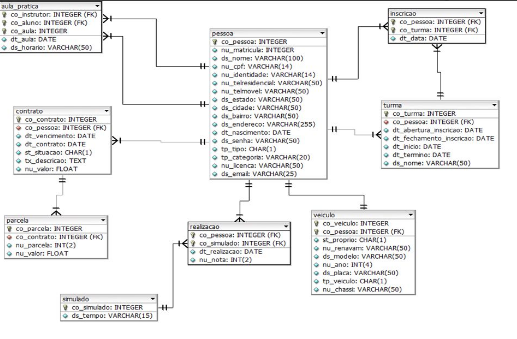 aula_pratica
co_instrutor: INTEGER (FK)
co_aluno: INTEGER (FK)
co_aula: INTEGER
dt_aula: DATE
ds_horario: VARCHAR(50)
pessoa
co_pessoa: INTEGER
nu_matricula: INTEGER
ds_nome: VARCHAR(100)
nu_cpf: VARCHAR(14)
nu_identidade: VARCHAR(14)
nu_telresidencial: VARCHAR(50)
nu_telmovel: VARCHAR(50)
ds_estado: VARCHAR(50)
ds_cidade: VARCHAR(50)
ds_bairro: VARCHAR(50)
ds_endereco: VARCHAR(255)
dt_nascimento: DATE
ds_senha: VARCHAR(50)
tp_tipo: CHAR(1)
tp_categoria: VARCHAR(20)
nu_licenca: VARCHAR(50)
ds_email: VARCHAR(25)
inscricao
co_pessoa: INTEGER (FK)
co_turma: INTEGER (FK)
dt_data: DATE
contrato
co_contrato: INTEGER
co_pessoa: INTEGER (FK)
dt_vencimento: DATE
dt_contrato: DATE
st_situacao: CHAR(1)
tx_descricao: TEXT
nu_valor: FLOAT
turma
co_turma: INTEGER
co_pessoa: INTEGER (FK)
dt_abertura_inscricao: DATE
dt_fechamento_inscricao: DATE
dt_inicio: DATE
dt_termino: DATE
ds_nome: VARCHAR(50)
parcela
co_parcela: INTEGER
co_contrato: INTEGER (FK)
nu_parcela: INT(2)
nu_valor: FLOAT
realizacao
co_pessoa: INTEGER (FK)
co_simulado: INTEGER (FK)
dt_realizacao: DATE
nu_nota: INT(2)
veiculo
co_veiculo: INTEGER
co_pessoa: INTEGER (FK)
st_proprio: CHAR(1)
nu_renavam: VARCHAR(50)
ds_modelo: VARCHAR(50)
nu_ano: INT(4)
ds_placa: VARCHAR(50)
tp_veiculo: CHAR(1)
nu_chassi: VARCHAR(50)
simulado
co_simulado: INTEGER
ds_tempo: VARCHAR(15)